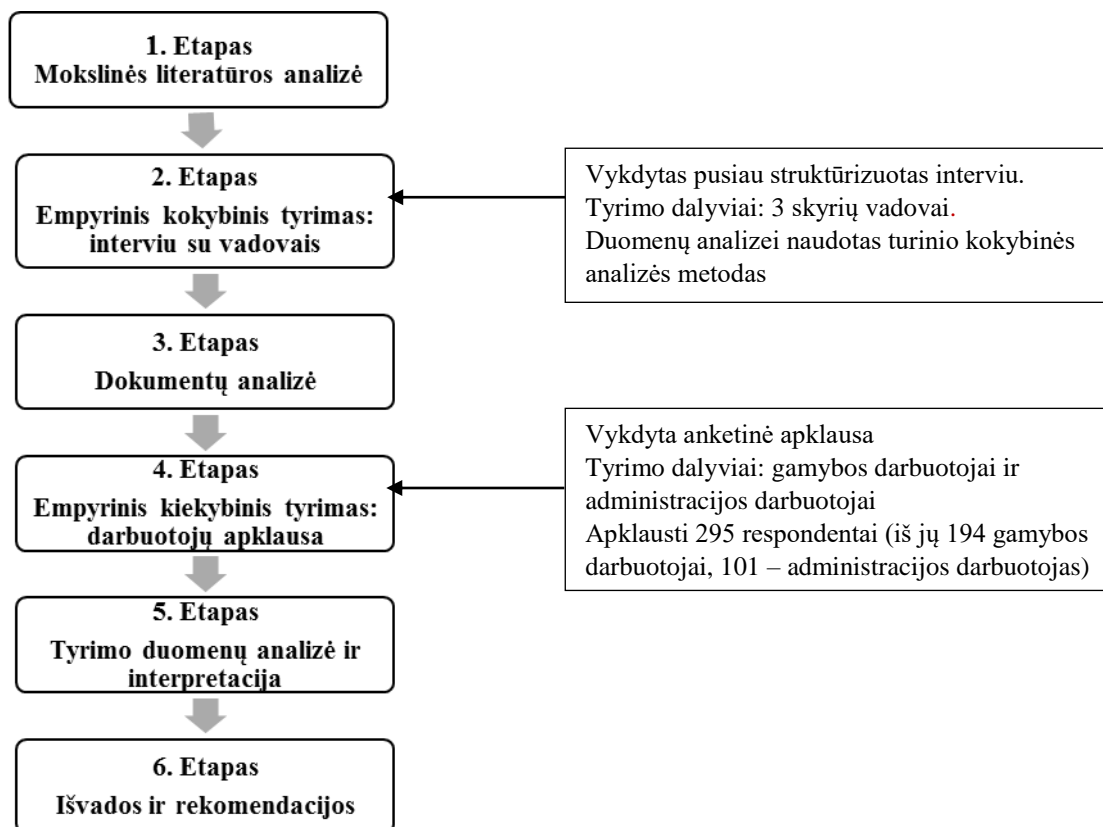 1. Etapas
Mokslinės literatūros analizė
2. Etapas
Empyrinis kokybinis tyrimas:
interviu su vadovais
Vykdytas pusiau struktūrizuotas interviu.
Tyrimo dalyviai: 3 skyrių vadovai.
Duomenų analizei naudotas turinio kokybinės
analizės metodas
3. Etapas
Dokumentų analizė
4. Etapas
Empyrinis kiekybinis tyrimas:
darbuotojų apklausa
Vykdyta anketinė apklausa
Tyrimo dalyviai: gamybos darbuotojai ir
administracijos darbuotojai
Apklausti 295 respondentai (iš jų 194 gamybos
darbuotojai, 101 – administracijos darbuotojas)
5. Etapas
Tyrimo duomenų analizė ir
interpretacija
6. Etapas
Išvados ir rekomendacijos